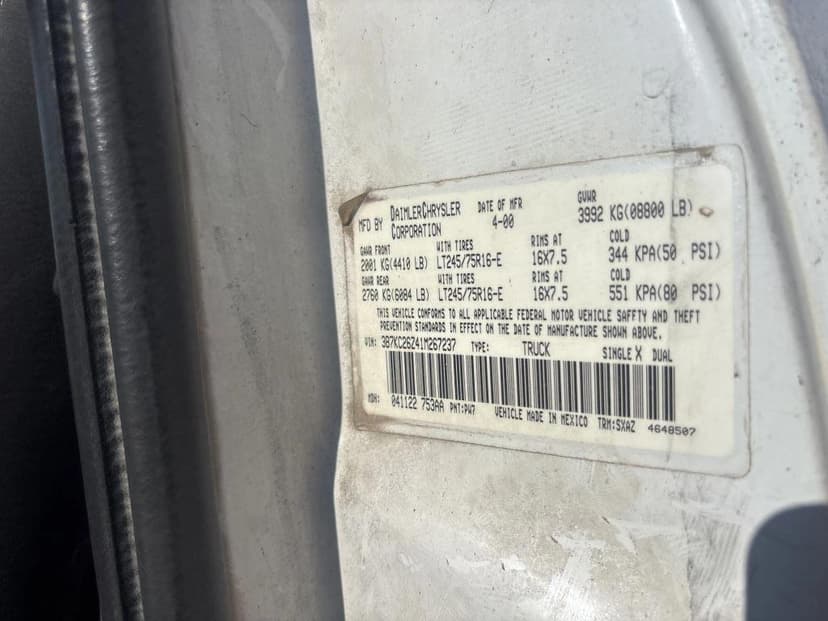 MFD BY DAIMLERCHRYSLER CORPORATION DATE OF MFR 4-00 GVWR 3992 KG(08800 LB)
GAWR FRONT WITH TIRES RIMS AT COLD
2001 KG(4410 LB) LT245/75R16-E 16X7.5 344 KPA(50 PSI)
GAWR REAR WITH TIRES RIMS AT COLD
2760 KG(6084 LB) LT245/75R16-E 16X7.5 551 KPA(80 PSI)
THIS VEHICLE CONFORMS TO ALL APPLICABLE FEDERAL MOTOR VEHICLE SAFTY AND THEFT
PREVENTION STANDARDS IN EFFECT ON THE DATE OF MANUFACTURE SHOWN ABOVE.
VIN: 3B7KC26Z41M267237 TYPE: TRUCK SINGLE X DUAL
MDH: 041122 753AA PNT:PW7 VEHICLE MADE IN MEXICO TRM:SXAZ 4648507